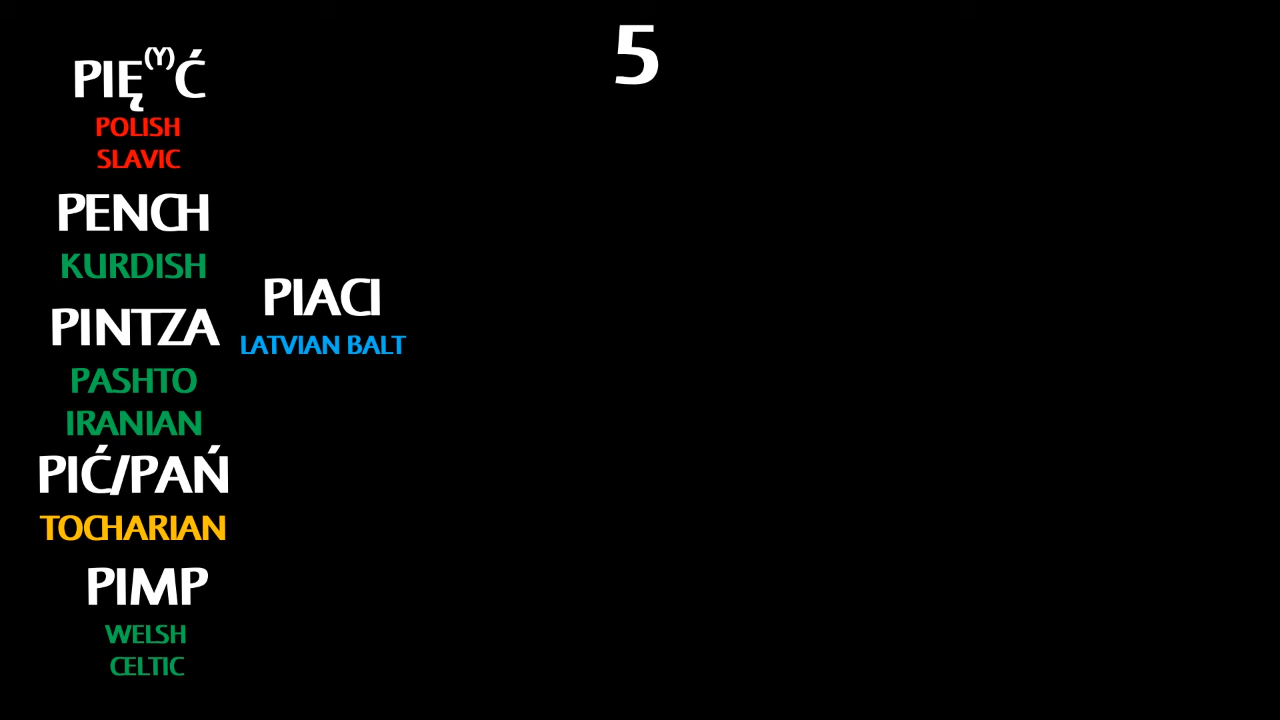 5
PIĘ(Y)Ć
POLISH
SLAVIC
PENCH
KURDISH
PINTZA
PASHTO
IRANIAN
PIĆ/PAŃ
TOCHARIAN
PIMP
WELSH
CELTIC
PIACI
LATVIAN BALT